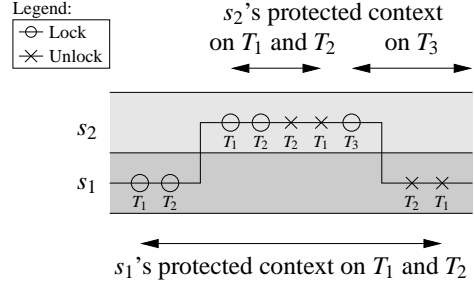 Legend:
Lock
Unlock
s₂'s protected context
on T₁ and T₂ on T₃
s₂
T₁ T₂ T₂ T₁ T₃
s₁
T₁ T₂ T₂ T₁
s₁'s protected context on T₁ and T₂